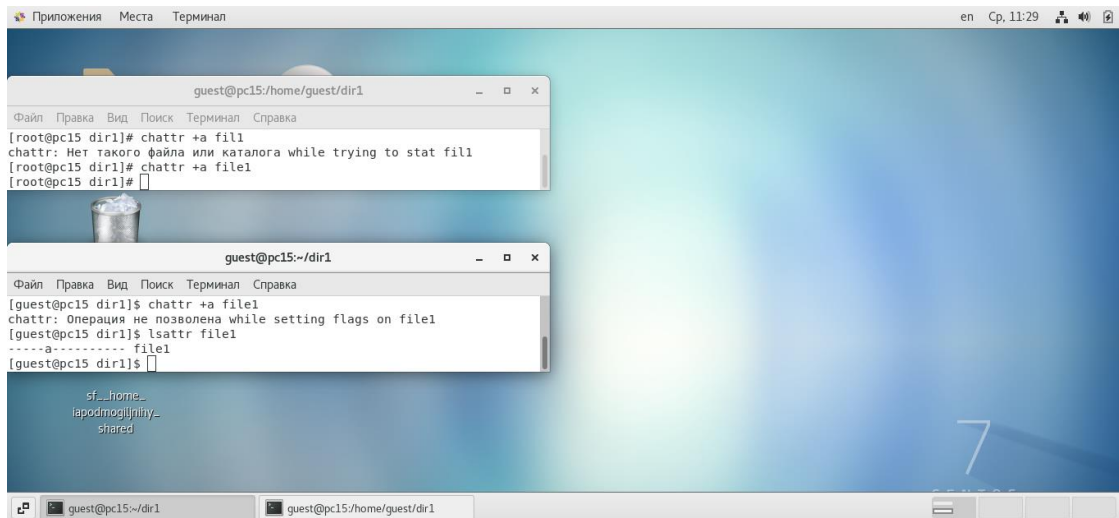 Приложения Места Терминал en Ср, 11:29
guest@pc15:/home/guest/dir1
Файл Правка Вид Поиск Терминал Справка
[root@pc15 dir1]# chattr +a fil1
chattr: Нет такого файла или каталога while trying to stat fil1
[root@pc15 dir1]# chattr +a file1
[root@pc15 dir1]#
guest@pc15:~/dir1
Файл Правка Вид Поиск Терминал Справка
[guest@pc15 dir1]$ chattr +a file1
chattr: Операция не позволена while setting flags on file1
[guest@pc15 dir1]$ lsattr file1
-----a---------- file1
[guest@pc15 dir1]$
sf__home_
iapodmogiljnihy_
shared
7
guest@pc15:~/dir1 guest@pc15:/home/guest/dir1